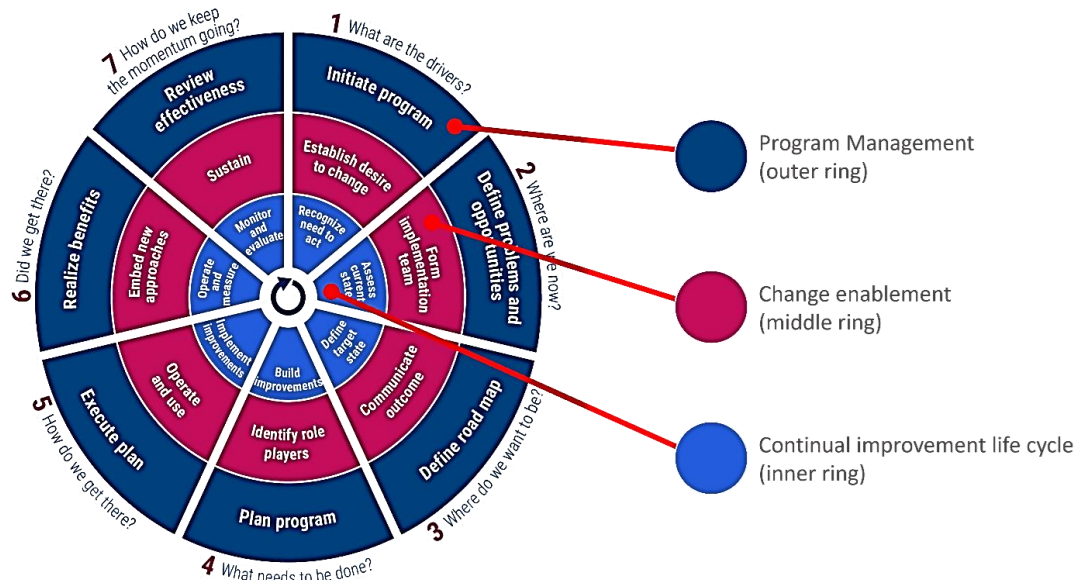 1 What are the drivers?
Initiate program
Establish desire
to change
Recognize
need to
act
2 Where are we now?
Define problems and
opportunities
Form
implementation
team
Assess
current
state
3 Where do we want to be?
Define road map
Communicate
outcome
Define
target
state
4 What needs to be done?
Plan program
Identify role
players
Build
improvements
5 How do we get there?
Execute plan
Operate
and use
Implement
improvements
6 Did we get there?
Realize benefits
Embed new
approaches
Operate
and
measure
7 How do we keep
the momentum going?
Review
effectiveness
Sustain
Monitor
and
evaluate
Program Management
(outer ring)
Change enablement
(middle ring)
Continual improvement life cycle
(inner ring)